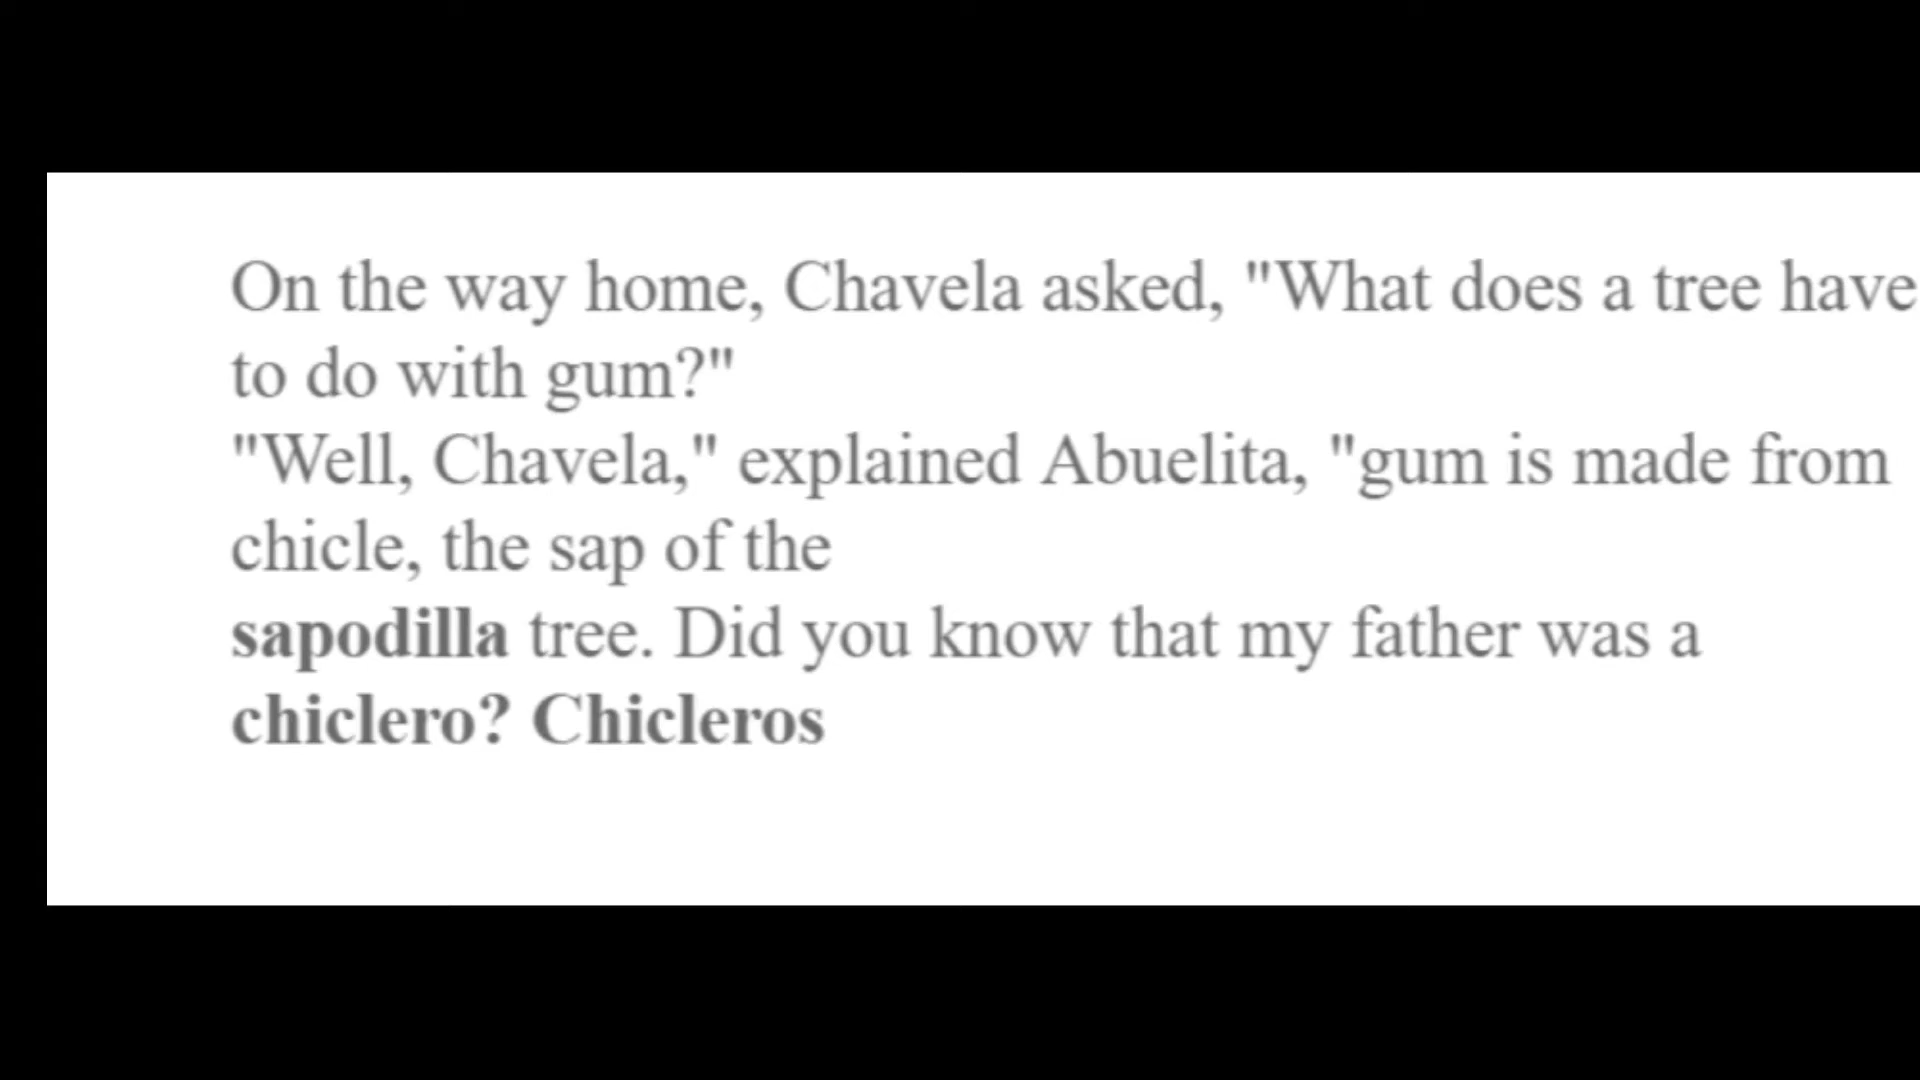 On the way home, Chavela asked, "What does a tree have
to do with gum?"
"Well, Chavela," explained Abuelita, "gum is made from
chicle, the sap of the
sapodilla tree. Did you know that my father was a
chiclero? Chicleros